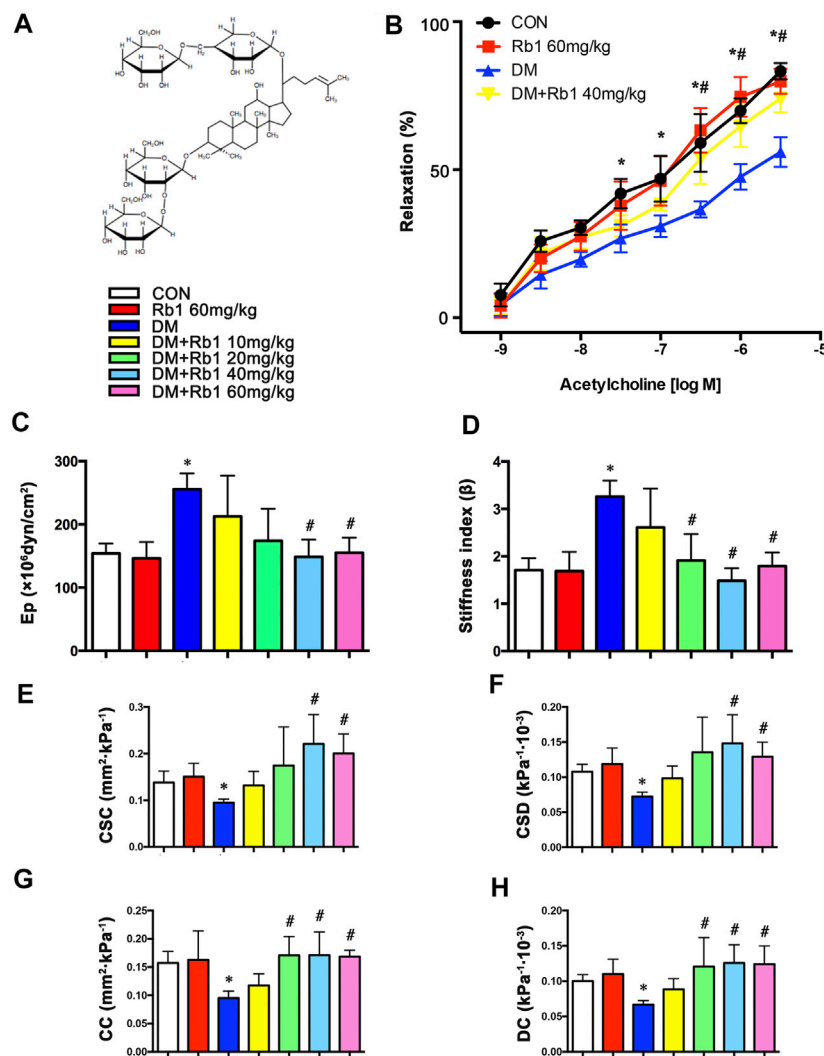 A
CH₂OH
CH₂
OH
HO
H
O
CH₃
B
CON
Rb1 60mg/kg
DM
DM+Rb1 40mg/kg
Relaxation (%)
100
50
0
*
*
*#
*#
*#
-9
-8
-7
-6
-5
Acetylcholine [log M]
CON
Rb1 60mg/kg
DM
DM+Rb1 10mg/kg
DM+Rb1 20mg/kg
DM+Rb1 40mg/kg
DM+Rb1 60mg/kg
C
Ep (×10⁶dyn/cm²)
300
200
100
0
*
#
#
D
Stiffness index (β)
4
3
2
1
0
*
#
#
#
E
CSC (mm²·kPa⁻¹)
0.3
0.2
0.1
0.0
*
#
#
F
CSD (kPa⁻¹·10⁻³)
0.20
0.15
0.10
0.05
0.00
*
#
#
G
CC (mm²·kPa⁻¹)
0.25
0.20
0.15
0.10
0.05
0.00
*
#
#
#
H
DC (kPa⁻¹·10⁻³)
0.20
0.15
0.10
0.05
0.00
*
#
#
#